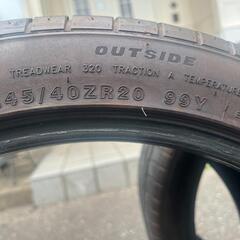 OUTSIDE
TREADWEAR 320 TRACTION A TEMPERATURE
45/40ZR20 99Y